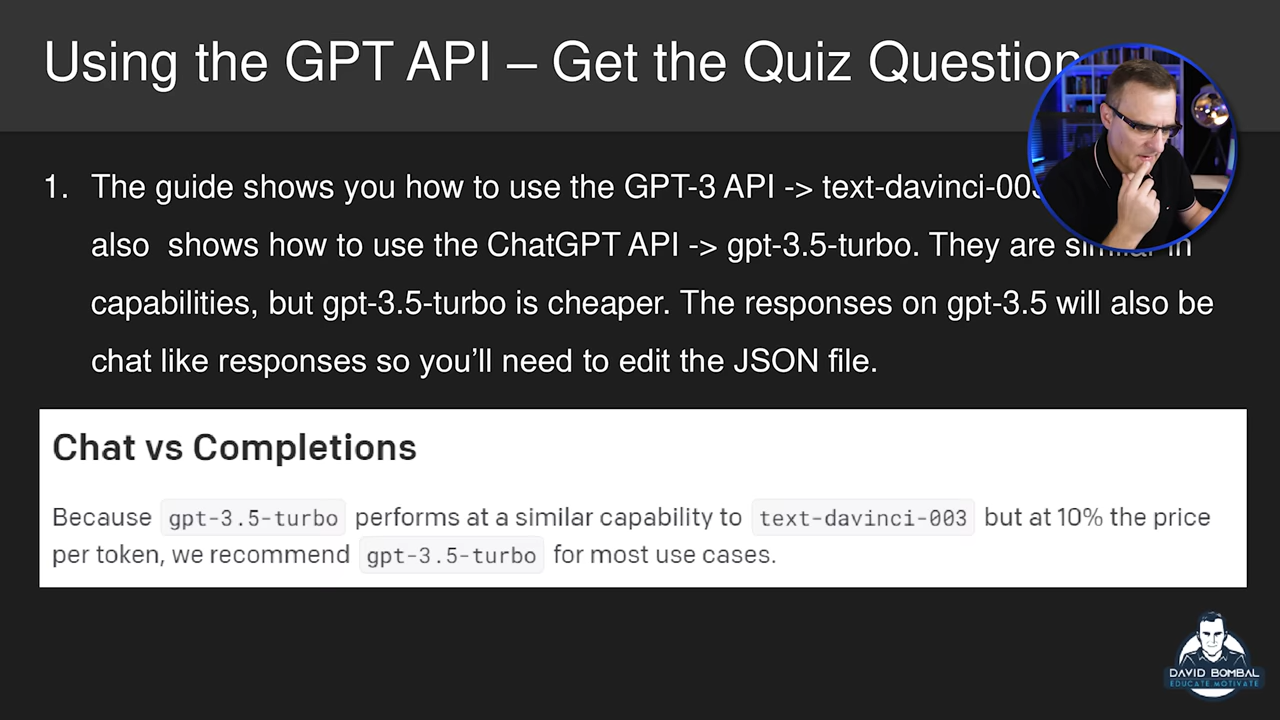 Using the GPT API – Get the Quiz Question
1. The guide shows you how to use the GPT-3 API -> text-davinci-003
also shows how to use the ChatGPT API -> gpt-3.5-turbo. They are similar in
capabilities, but gpt-3.5-turbo is cheaper. The responses on gpt-3.5 will also be
chat like responses so you’ll need to edit the JSON file.
Chat vs Completions
Because gpt-3.5-turbo performs at a similar capability to text-davinci-003 but at 10% the price
per token, we recommend gpt-3.5-turbo for most use cases.
DAVID BOMBAL
EDUCATE MOTIVATE